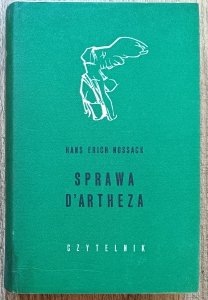 HANS ERICH NOSSACK
SPRAWA
D'ARTHEZA
CZYTELNIK